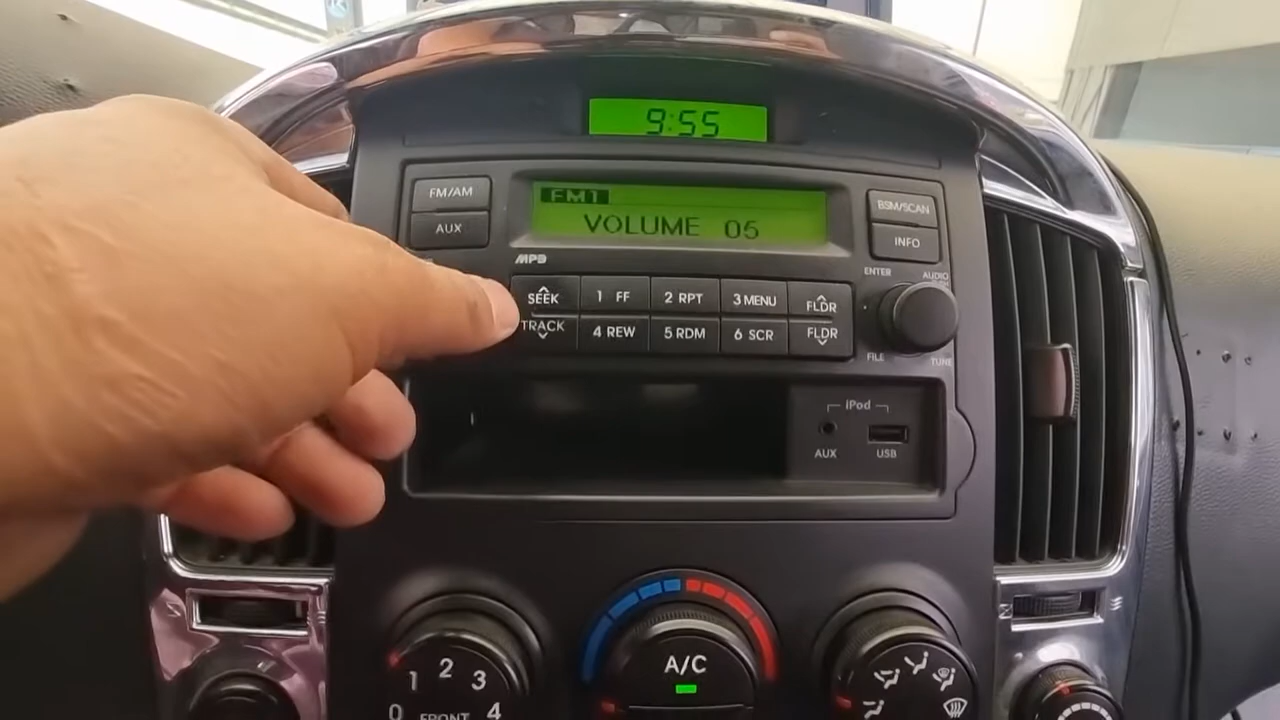 9:55
FM1
VOLUME 05
FM/AM
AUX
BSM/SCAN
INFO
MP3
ENTER
AUDIO
FILE
TUNE
SEEK
TRACK
1 FF
2 RPT
3 MENU
FLDR
4 REW
5 RDM
6 SCR
FLDR
iPod
AUX
USB
0 1 2 3 4
FRONT
A/C